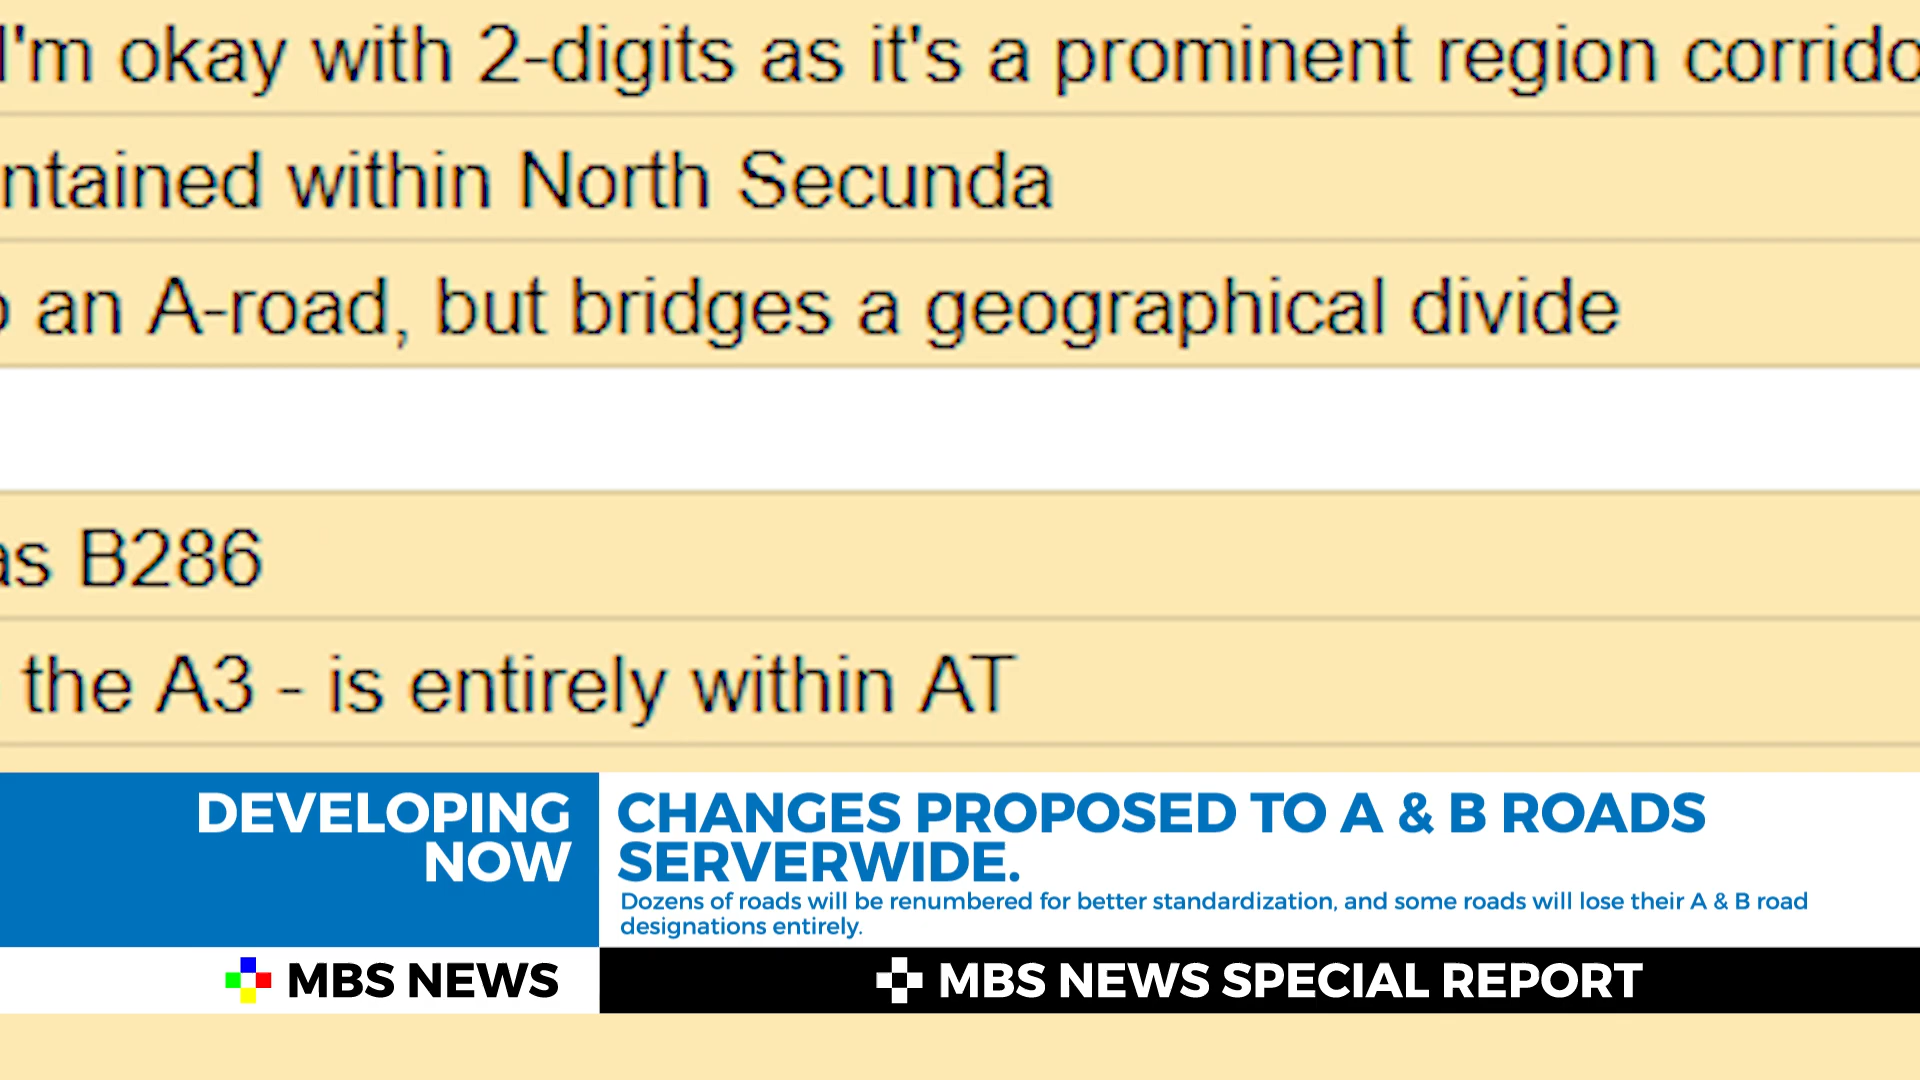 I'm okay with 2-digits as it's a prominent region
within North Secunda
an A-road, but bridges a geographical divide
as B286
the A3 - is entirely within AT
DEVELOPING
NOW
CHANGES PROPOSED TO A & B ROADS
SERVERWIDE.
Dozens of roads will be renumbered for better standardization, and some roads will lose their A & B road
designations entirely.
MBS NEWS
MBS NEWS SPECIAL REPORT